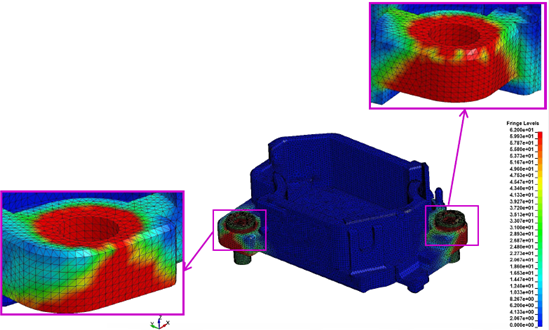 Fringe Levels
6.200e+01
5.993e+01
5.787e+01
5.580e+01
5.373e+01
5.167e+01
4.960e+01
4.753e+01
4.547e+01
4.340e+01
4.133e+01
3.927e+01
3.720e+01
3.513e+01
3.307e+01
3.100e+01
2.893e+01
2.687e+01
2.480e+01
2.273e+01
2.067e+01
1.860e+01
1.653e+01
1.447e+01
1.240e+01
1.033e+01
8.267e+00
6.200e+00
4.133e+00
2.067e+00
0.000e+00
X